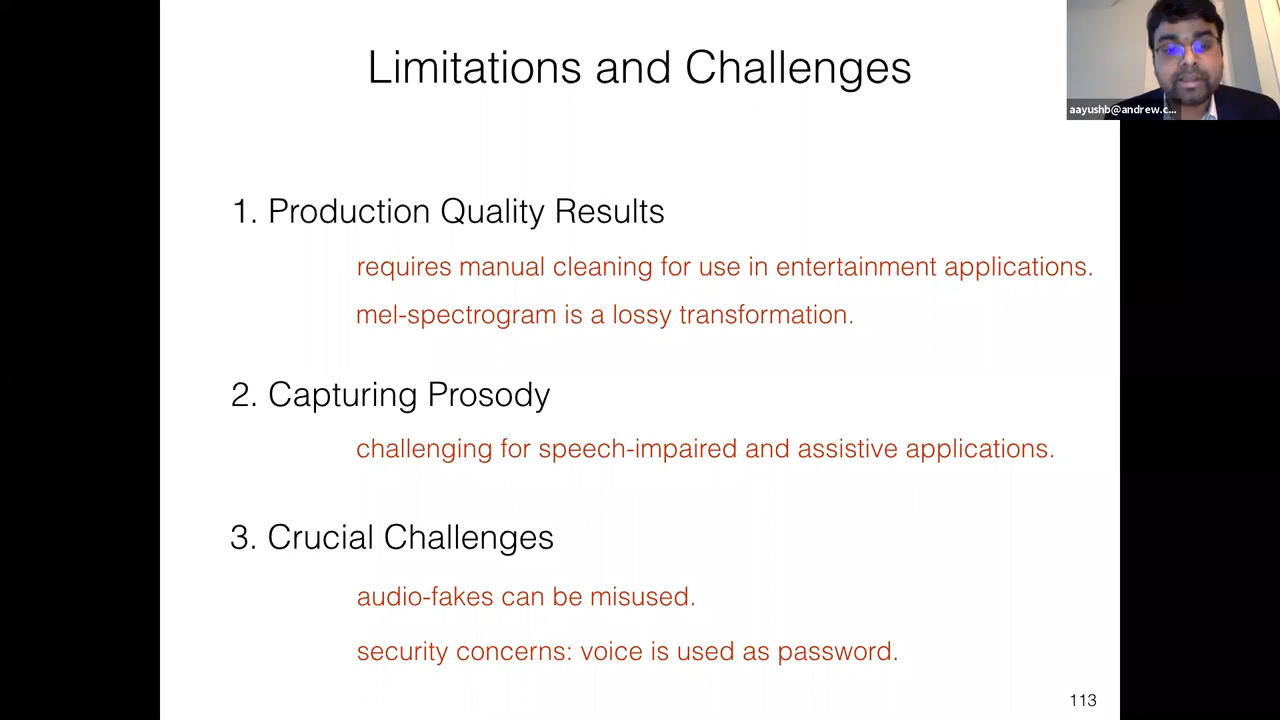 Limitations and Challenges
aayushb@andrew.c...
1. Production Quality Results
requires manual cleaning for use in entertainment applications.
mel-spectrogram is a lossy transformation.
2. Capturing Prosody
challenging for speech-impaired and assistive applications.
3. Crucial Challenges
audio-fakes can be misused.
security concerns: voice is used as password.
113